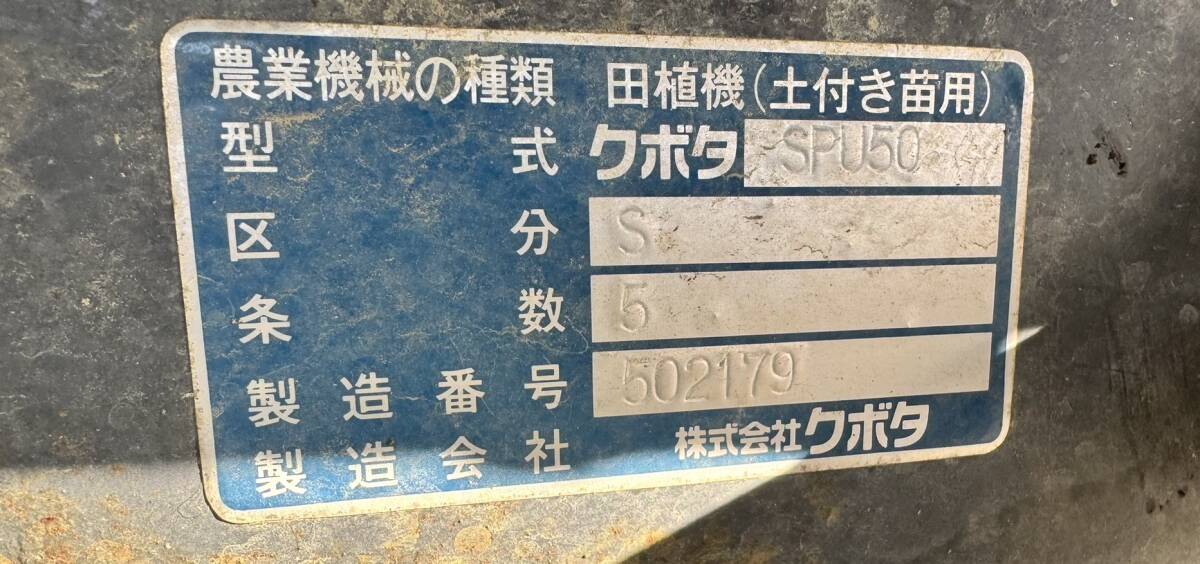 農業機械の種類 田植機(土付き苗用)
型式 クボタ SPU50
区分 S
条数 5
製造番号 502179
製造会社 株式会社クボタ